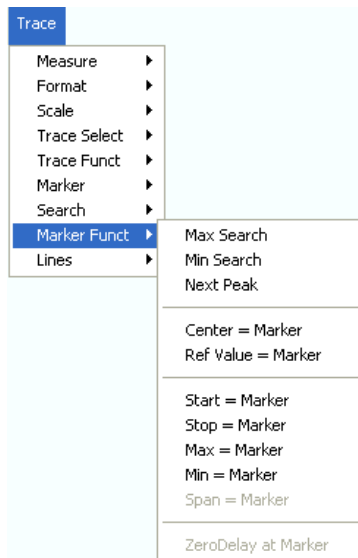 Trace
Measure
Format
Scale
Trace Select
Trace Funct
Marker
Search
Marker Funct
Lines
Max Search
Min Search
Next Peak
Center = Marker
Ref Value = Marker
Start = Marker
Stop = Marker
Max = Marker
Min = Marker
Span = Marker
ZeroDelay at Marker